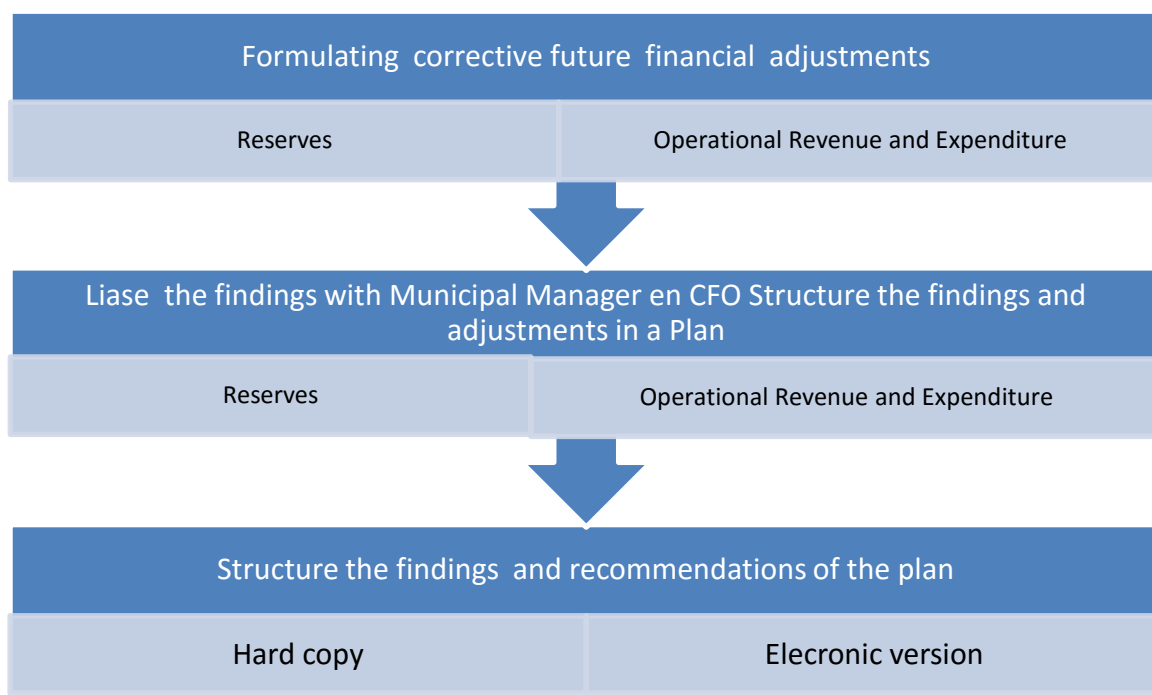 Formulating corrective future financial adjustments
Reserves
Operational Revenue and Expenditure
Liase the findings with Municipal Manager en CFO Structure the findings and
adjustments in a Plan
Reserves
Operational Revenue and Expenditure
Structure the findings and recommendations of the plan
Hard copy
Elecronic version